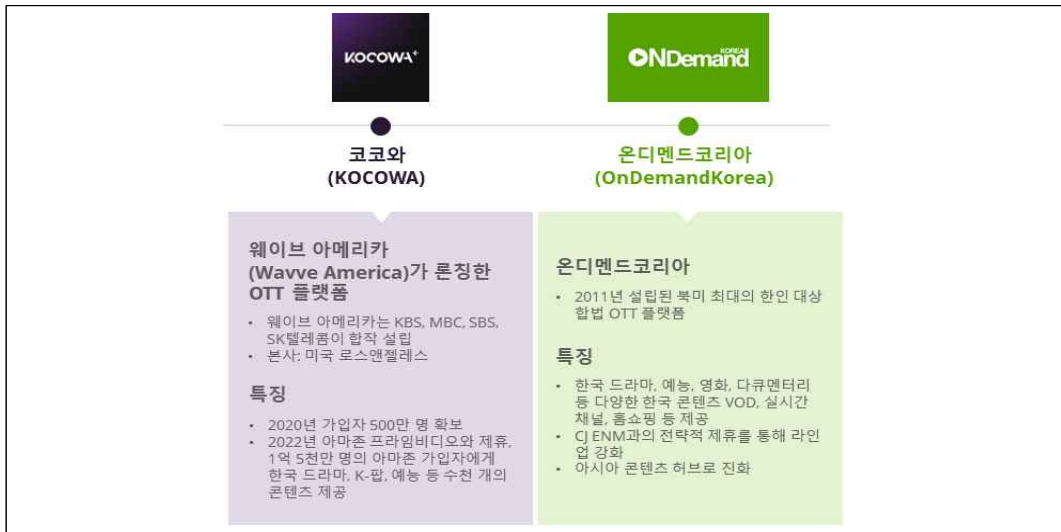 KOCOWA+
ONDemand
KOREA
코코와
(KOCOWA)
온디멘드코리아
(OnDemandKorea)
웨이브 아메리카
(Wavve America)가 론칭한
OTT 플랫폼
• 웨이브 아메리카는 KBS, MBC, SBS,
SK텔레콤이 합작 설립
• 본사: 미국 로스앤젤레스
특징
• 2020년 가입자 500만 명 확보
• 2022년 아마존 프라임비디오와 제휴,
1억 5천만 명의 아마존 가입자에게
한국 드라마, K-팝, 예능 등 수천 개의
콘텐츠 제공
온디멘드코리아
• 2011년 설립된 북미 최대의 한인 대상
합법 OTT 플랫폼
특징
• 한국 드라마, 예능, 영화, 다큐멘터리
등 다양한 한국 콘텐츠 VOD, 실시간
채널, 홈쇼핑 등 제공
• CJ ENM과의 전략적 제휴를 통해 라인
업 강화
• 아시아 콘텐츠 허브로 진화